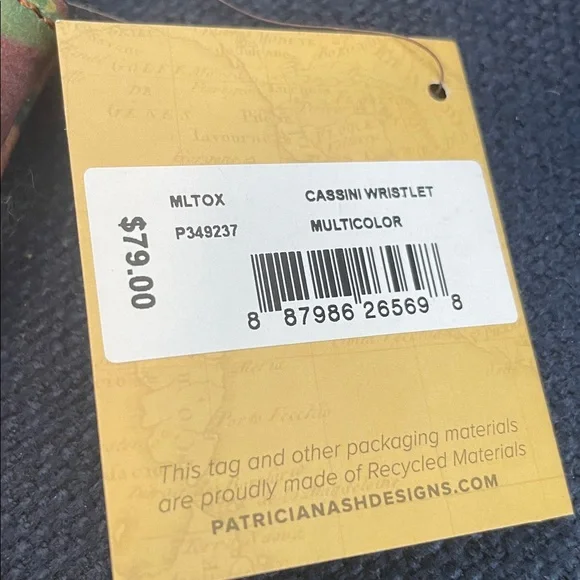 MLTOX CASSINI WRISTLET
P349237 MULTICOLOR
$79.00
8 87986 26569 8
This tag and other packaging materials
are proudly made of Recycled Materials
PATRICIANASHDESIGNS.COM